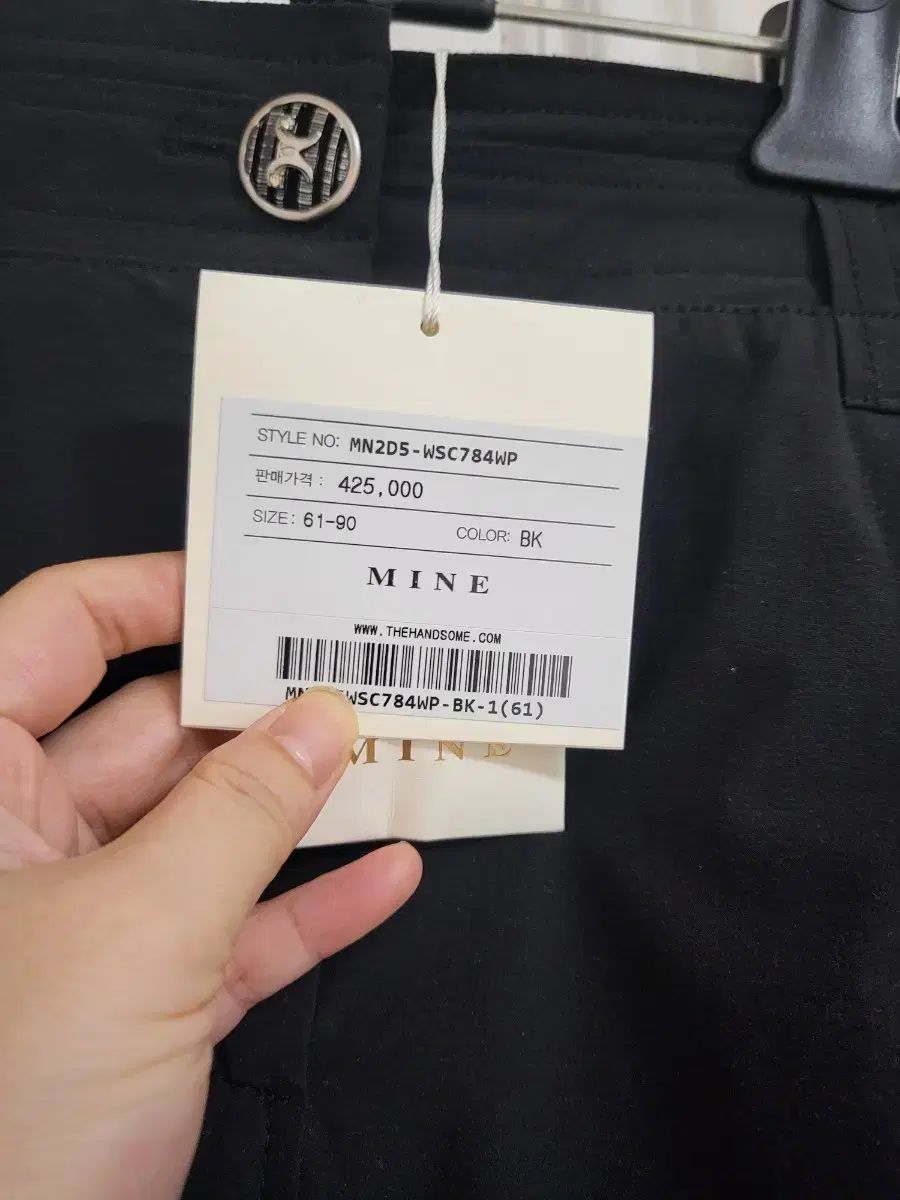 STYLE NO: MN2D5-WSC784WP
판매가격 : 425,000
SIZE: 61-90 COLOR: BK
MINE
WWW.THEHANDSOME.COM
WSC784WP-BK-1(61)
MINE